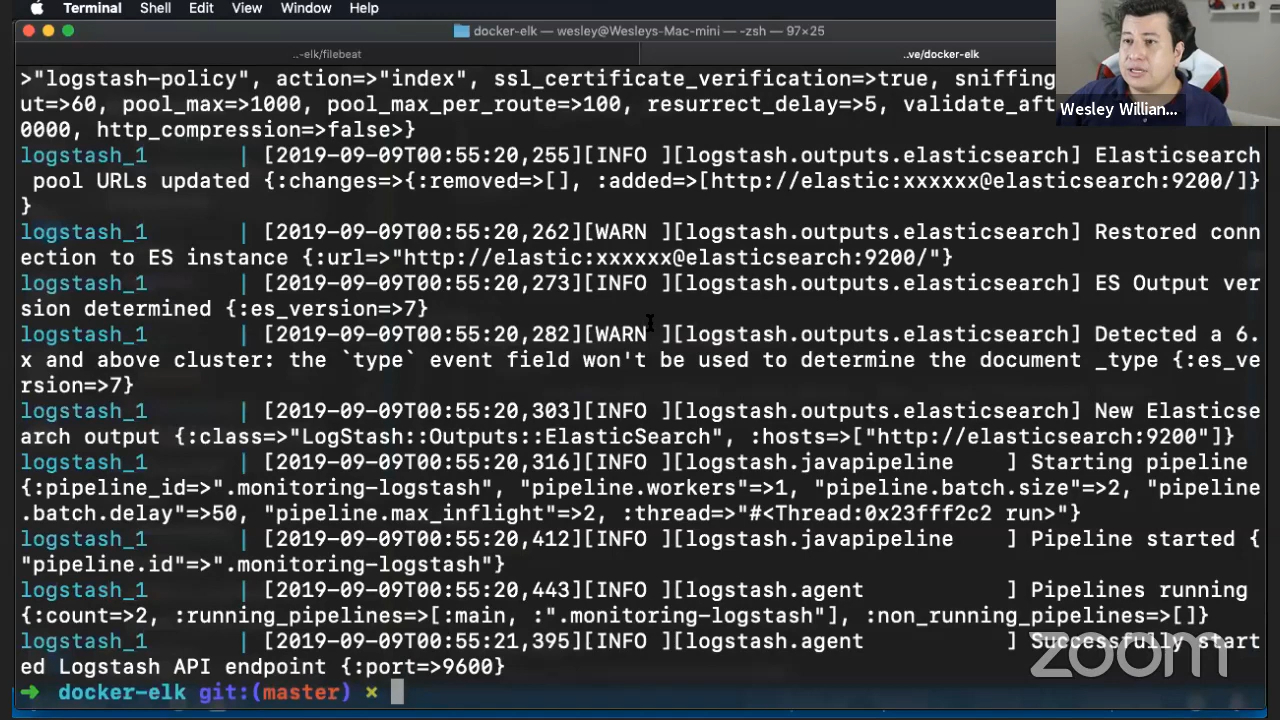 Terminal Shell Edit View Window Help
docker-elk — wesley@Wesleys-Mac-mini — -zsh — 97×25
..-elk/filebeat ..ve/docker-elk
>"logstash-policy", action=>"index", ssl_certificate_verification=>true, sniffing
ut=>60, pool_max=>1000, pool_max_per_route=>100, resurrect_delay=>5, validate_aft
0000, http_compression=>false>}
logstash_1 | [2019-09-09T00:55:20,255][INFO ][logstash.outputs.elasticsearch] Elasticsearch
pool URLs updated {:changes=>{:removed=>[], :added=>[http://elastic:xxxxxx@elasticsearch:9200/]}
}
logstash_1 | [2019-09-09T00:55:20,262][WARN ][logstash.outputs.elasticsearch] Restored conn
ection to ES instance {:url=>"http://elastic:xxxxxx@elasticsearch:9200/"}
logstash_1 | [2019-09-09T00:55:20,273][INFO ][logstash.outputs.elasticsearch] ES Output ver
sion determined {:es_version=>7}
logstash_1 | [2019-09-09T00:55:20,282][WARN ][logstash.outputs.elasticsearch] Detected a 6.
x and above cluster: the `type` event field won't be used to determine the document _type {:es_ve
rsion=>7}
logstash_1 | [2019-09-09T00:55:20,303][INFO ][logstash.outputs.elasticsearch] New Elasticse
arch output {:class=>"LogStash::Outputs::ElasticSearch", :hosts=>["http://elasticsearch:9200"]}
logstash_1 | [2019-09-09T00:55:20,316][INFO ][logstash.javapipeline ] Starting pipeline
{:pipeline_id=>".monitoring-logstash", "pipeline.workers"=>1, "pipeline.batch.size"=>2, "pipeline
.batch.delay"=>50, "pipeline.max_inflight"=>2, :thread=>"#<Thread:0x23fff2c2 run>"}
logstash_1 | [2019-09-09T00:55:20,412][INFO ][logstash.javapipeline ] Pipeline started {
"pipeline.id"=>".monitoring-logstash"}
logstash_1 | [2019-09-09T00:55:20,443][INFO ][logstash.agent ] Pipelines running
{:count=>2, :running_pipelines=>[:main, :".monitoring-logstash"], :non_running_pipelines=>[]}
logstash_1 | [2019-09-09T00:55:21,395][INFO ][logstash.agent ] Successfully start
ed Logstash API endpoint {:port=>9600}
➜ docker-elk git:(master) ×
Wesley Willian...
zoom